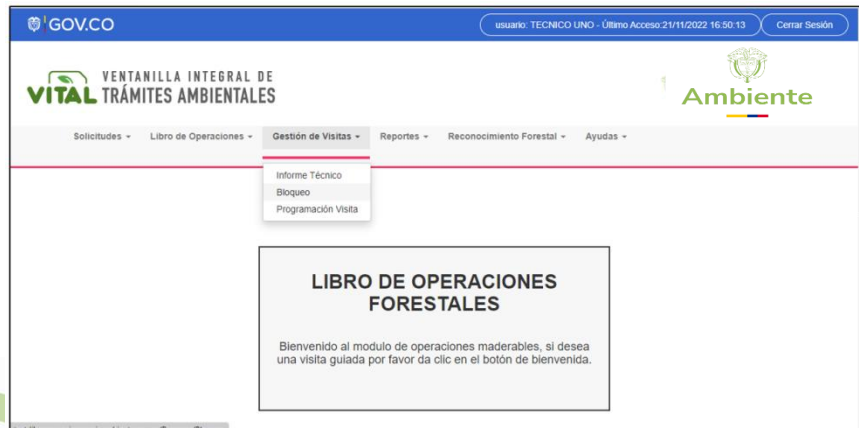 GOV.CO
usuario: TECNICO UNO - Último Acceso:21/11/2022 16:50:13
Cerrar Sesión
VITAL
VENTANILLA INTEGRAL DE
TRÁMITES AMBIENTALES
Ambiente
Solicitudes
Libro de Operaciones
Gestión de Visitas
Reportes
Reconocimiento Forestal
Ayudas
Informe Técnico
Bloqueo
Programación Visita
LIBRO DE OPERACIONES
FORESTALES
Bienvenido al modulo de operaciones maderables, si desea
una visita guiada por favor da clic en el botón de bienvenida.